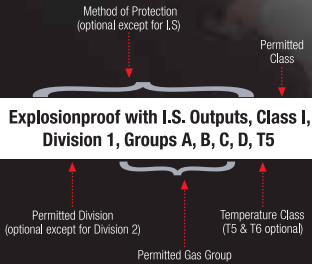 Method of Protection
(optional except for I.S)
Permitted
Class
Explosionproof with I.S. Outputs, Class I,
Division 1, Groups A, B, C, D, T5
Permitted Division
(optional except for Division 2)
Temperature Class
(T5 & T6 optional)
Permitted Gas Group